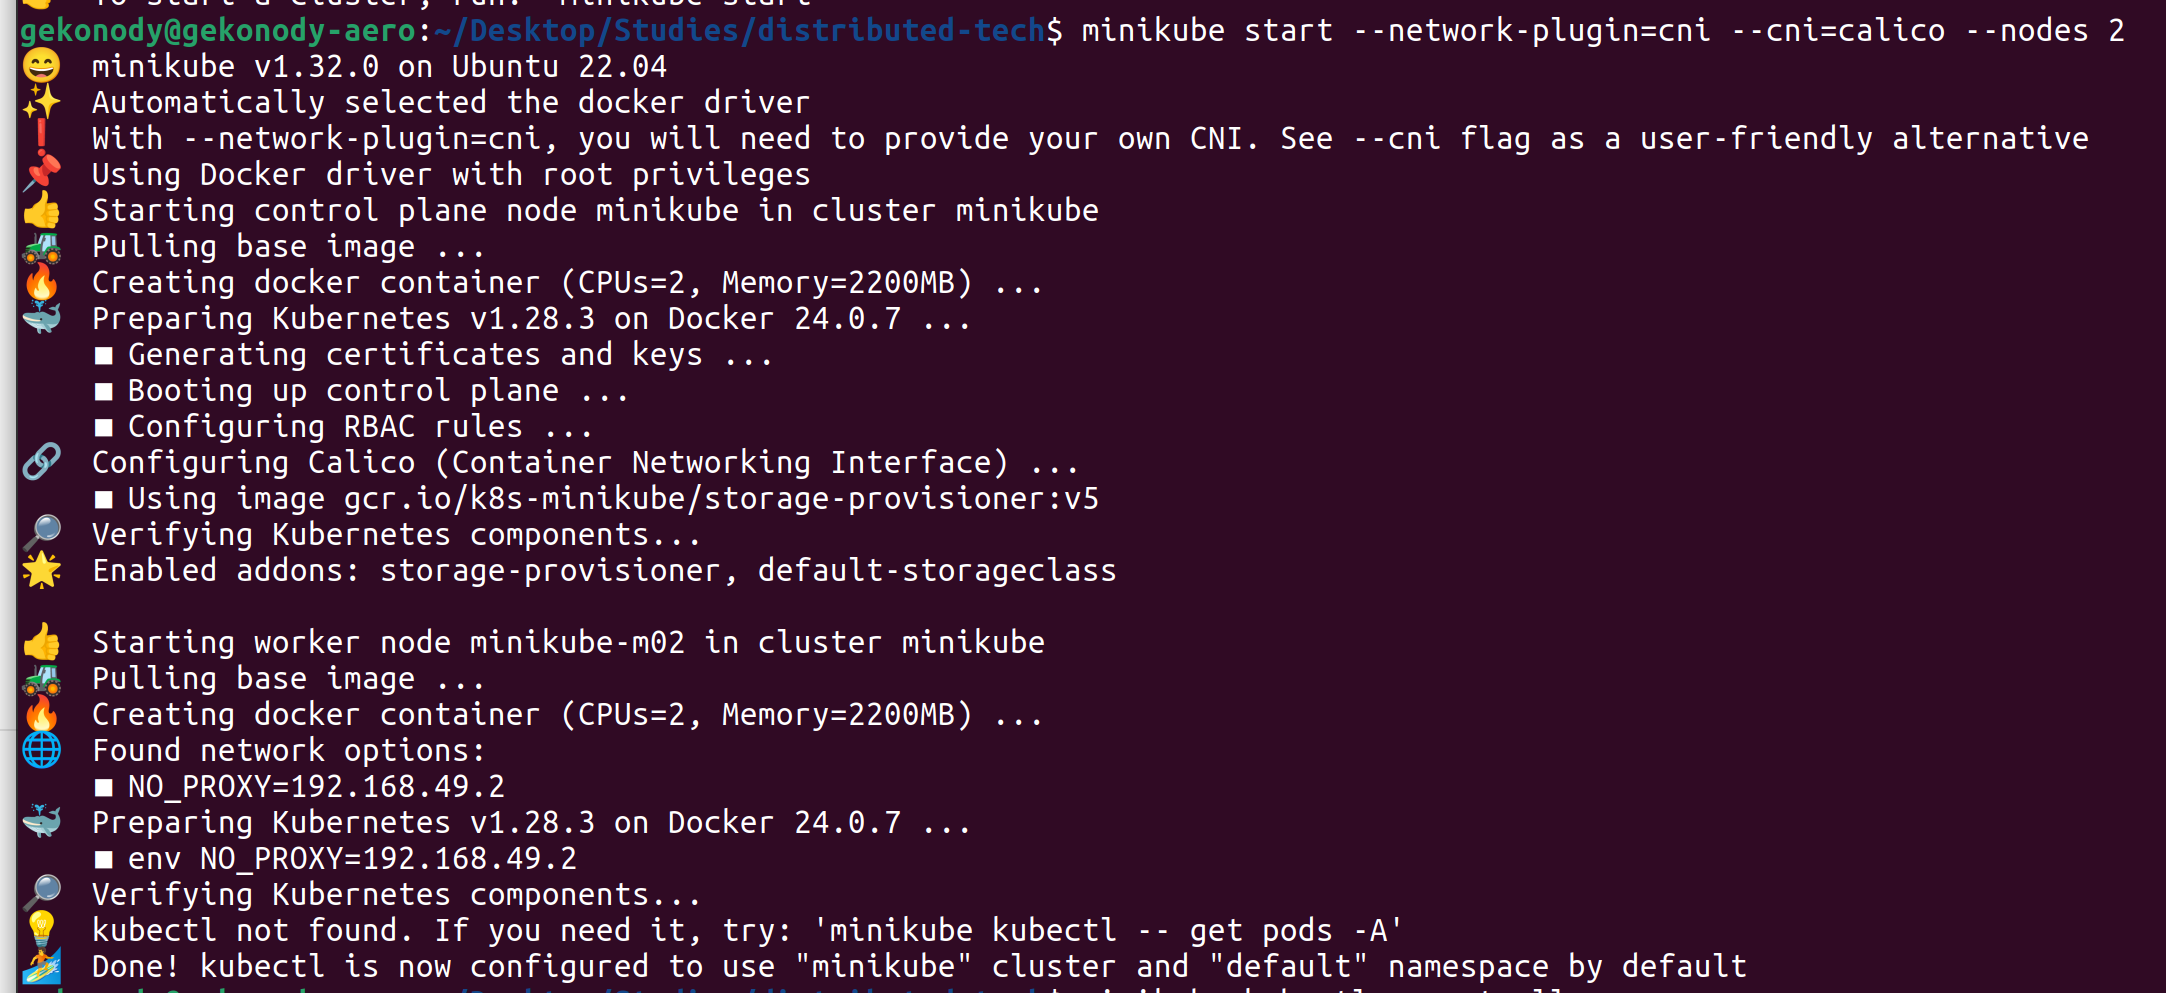 To start a cluster, run: "minikube start"
gekonody@gekonody-aero:~/Desktop/Studies/distributed-tech$ minikube start --network-plugin=cni --cni=calico --nodes 2
😄 minikube v1.32.0 on Ubuntu 22.04
✨ Automatically selected the docker driver
❗ With --network-plugin=cni, you will need to provide your own CNI. See --cni flag as a user-friendly alternative
📌 Using Docker driver with root privileges
👍 Starting control plane node minikube in cluster minikube
🚜 Pulling base image ...
🔥 Creating docker container (CPUs=2, Memory=2200MB) ...
🐳 Preparing Kubernetes v1.28.3 on Docker 24.0.7 ...
■ Generating certificates and keys ...
■ Booting up control plane ...
■ Configuring RBAC rules ...
🔗 Configuring Calico (Container Networking Interface) ...
■ Using image gcr.io/k8s-minikube/storage-provisioner:v5
🔎 Verifying Kubernetes components...
🌟 Enabled addons: storage-provisioner, default-storageclass
👍 Starting worker node minikube-m02 in cluster minikube
🚜 Pulling base image ...
🔥 Creating docker container (CPUs=2, Memory=2200MB) ...
🌐 Found network options:
■ NO_PROXY=192.168.49.2
🐳 Preparing Kubernetes v1.28.3 on Docker 24.0.7 ...
■ env NO_PROXY=192.168.49.2
🔎 Verifying Kubernetes components...
💡 kubectl not found. If you need it, try: 'minikube kubectl -- get pods -A'
🏄 Done! kubectl is now configured to use "minikube" cluster and "default" namespace by default